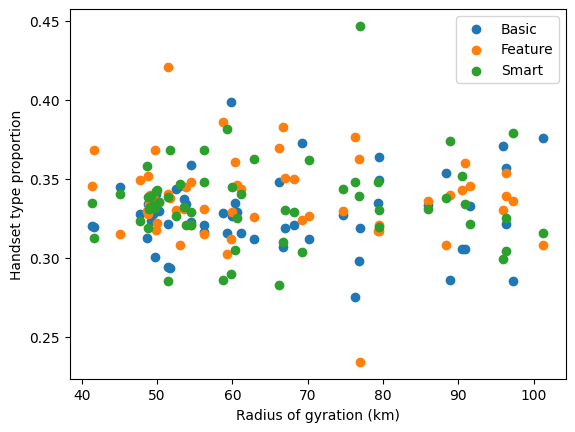 Basic
Feature
Smart
0.45
0.40
0.35
0.30
0.25
Handset type proportion
40 50 60 70 80 90 100
Radius of gyration (km)